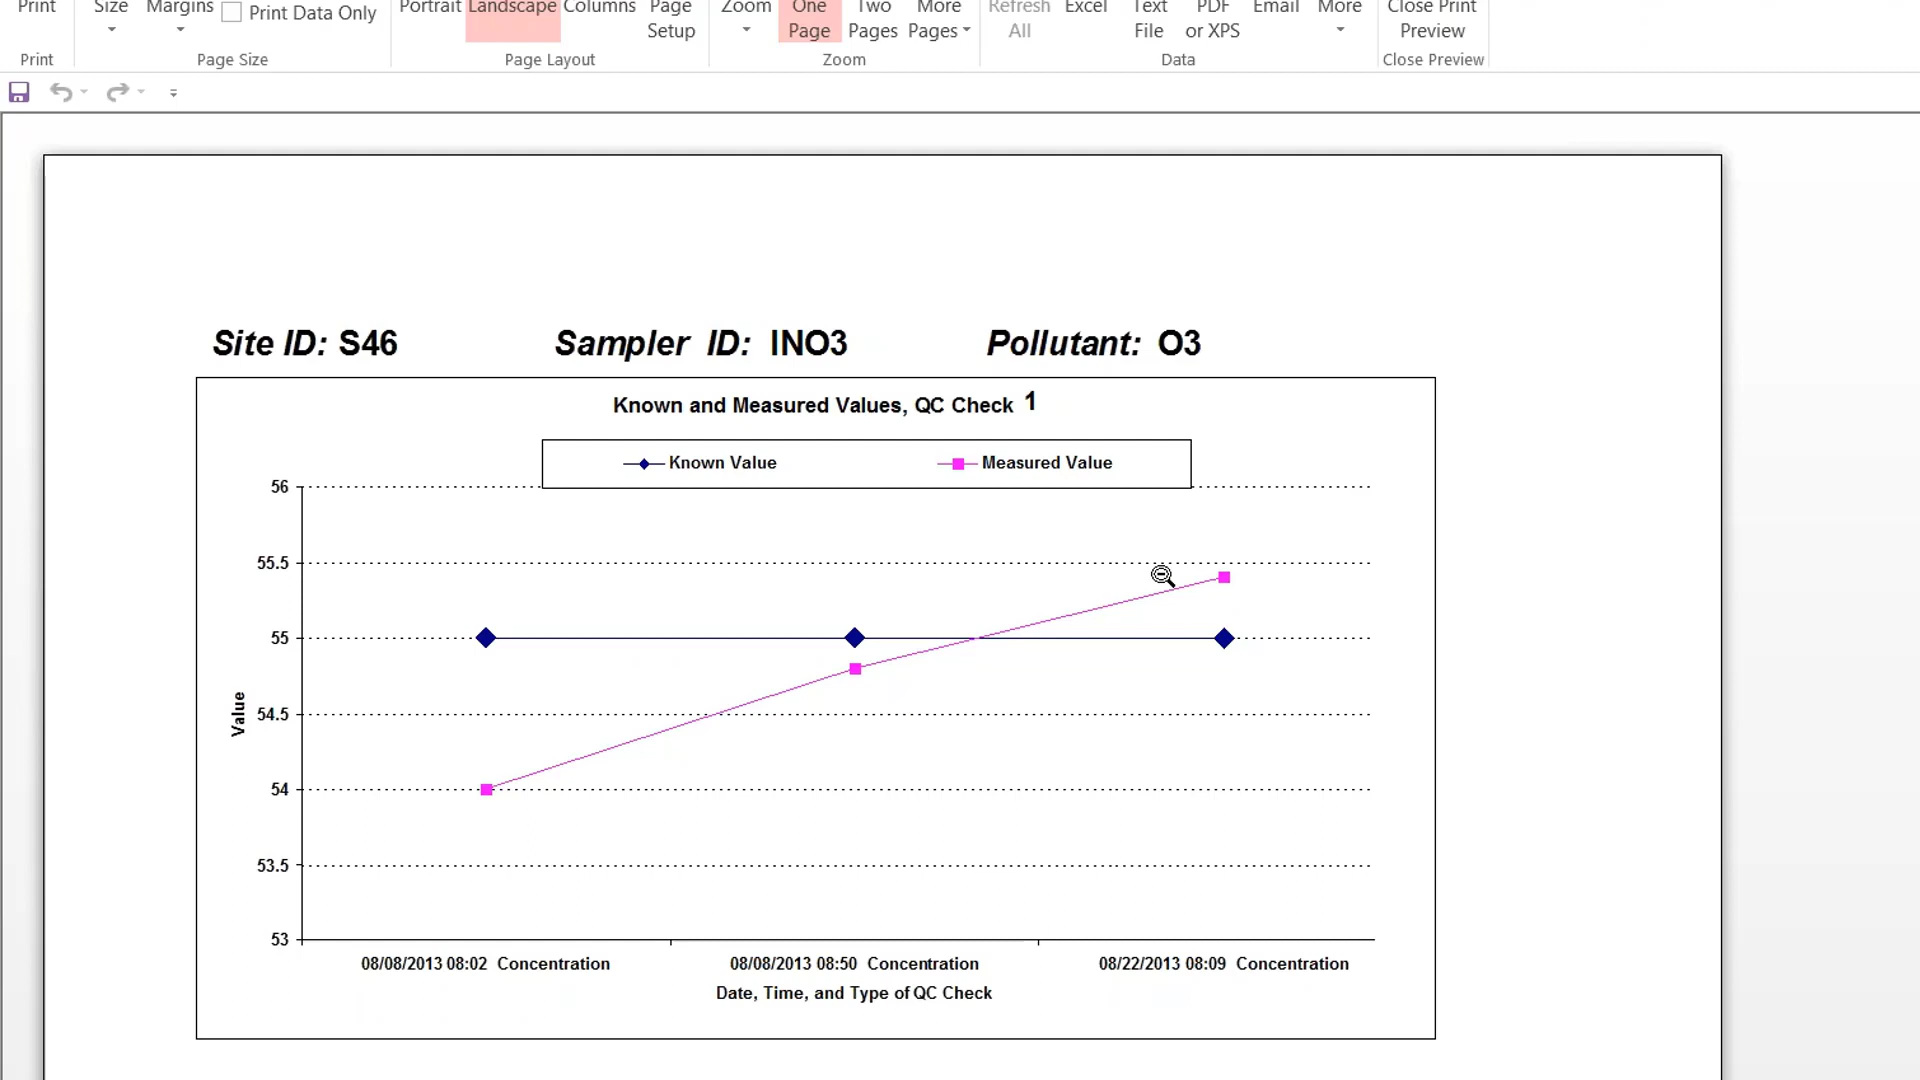 Print Size Margins Print Data Only Portrait Landscape Columns Page Setup Zoom One Page Two Pages More Pages Refresh All Excel Text File PDF or XPS Email More Close Print Preview
Print Page Size Page Layout Zoom Data Close Preview
Site ID: S46 Sampler ID: INO3 Pollutant: O3
Known and Measured Values, QC Check 1
Known Value Measured Value
56
55.5
55
54.5
54
53.5
53
Value
08/08/2013 08:02 Concentration 08/08/2013 08:50 Concentration 08/22/2013 08:09 Concentration
Date, Time, and Type of QC Check